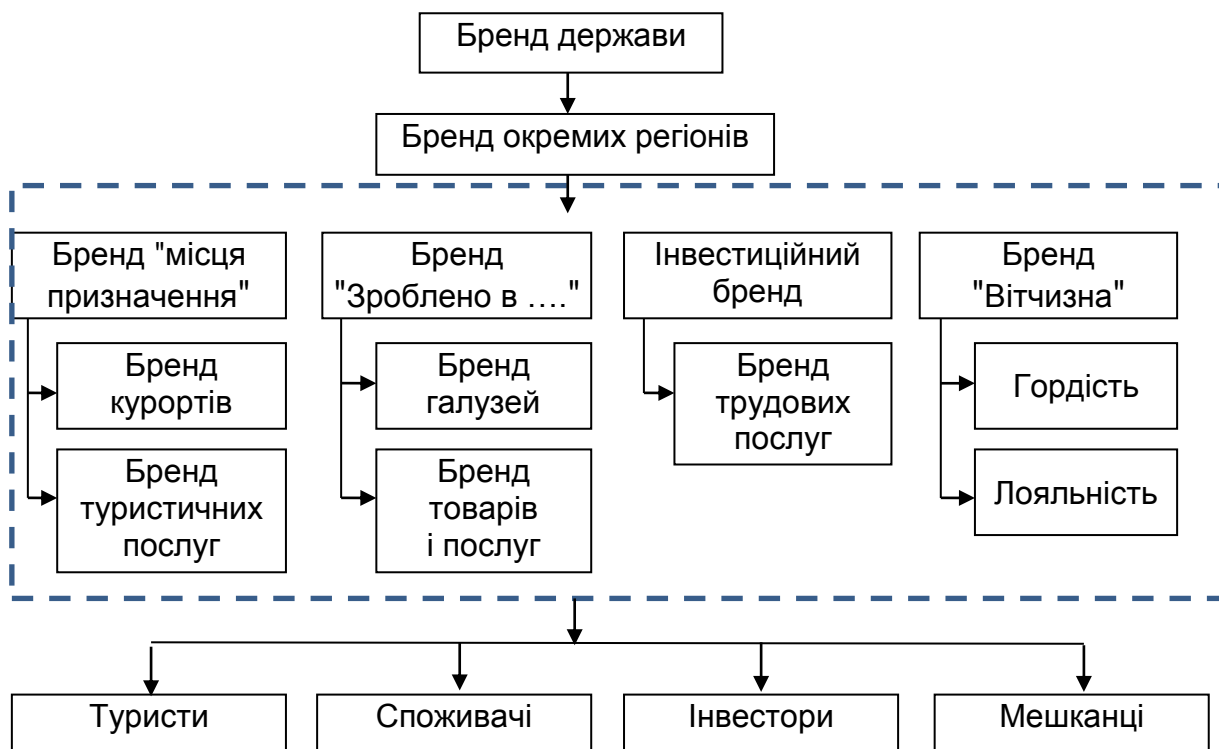 Бренд держави
Бренд окремих регіонів
Бренд "місця
призначення"
Бренд
"Зроблено в …."
Інвестиційний
бренд
Бренд
"Вітчизна"
Бренд
курортів
Бренд
галузей
Бренд
трудових
послуг
Гордість
Бренд
туристичних
послуг
Бренд
товарів
і послуг
Лояльність
Туристи
Споживачі
Інвестори
Мешканці